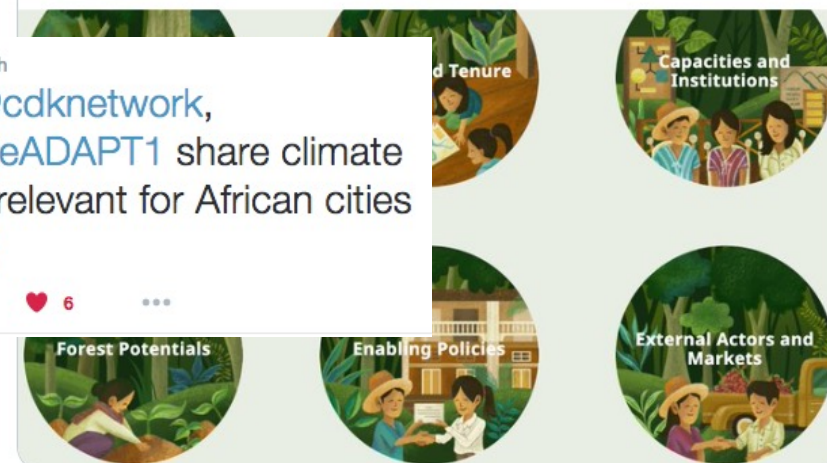 h
cdknetwork,
eADAPT1 share climate
relevant for African cities
6
d Tenure
Capacities and
Institutions
Forest Potentials
Enabling Policies
External Actors and
Markets